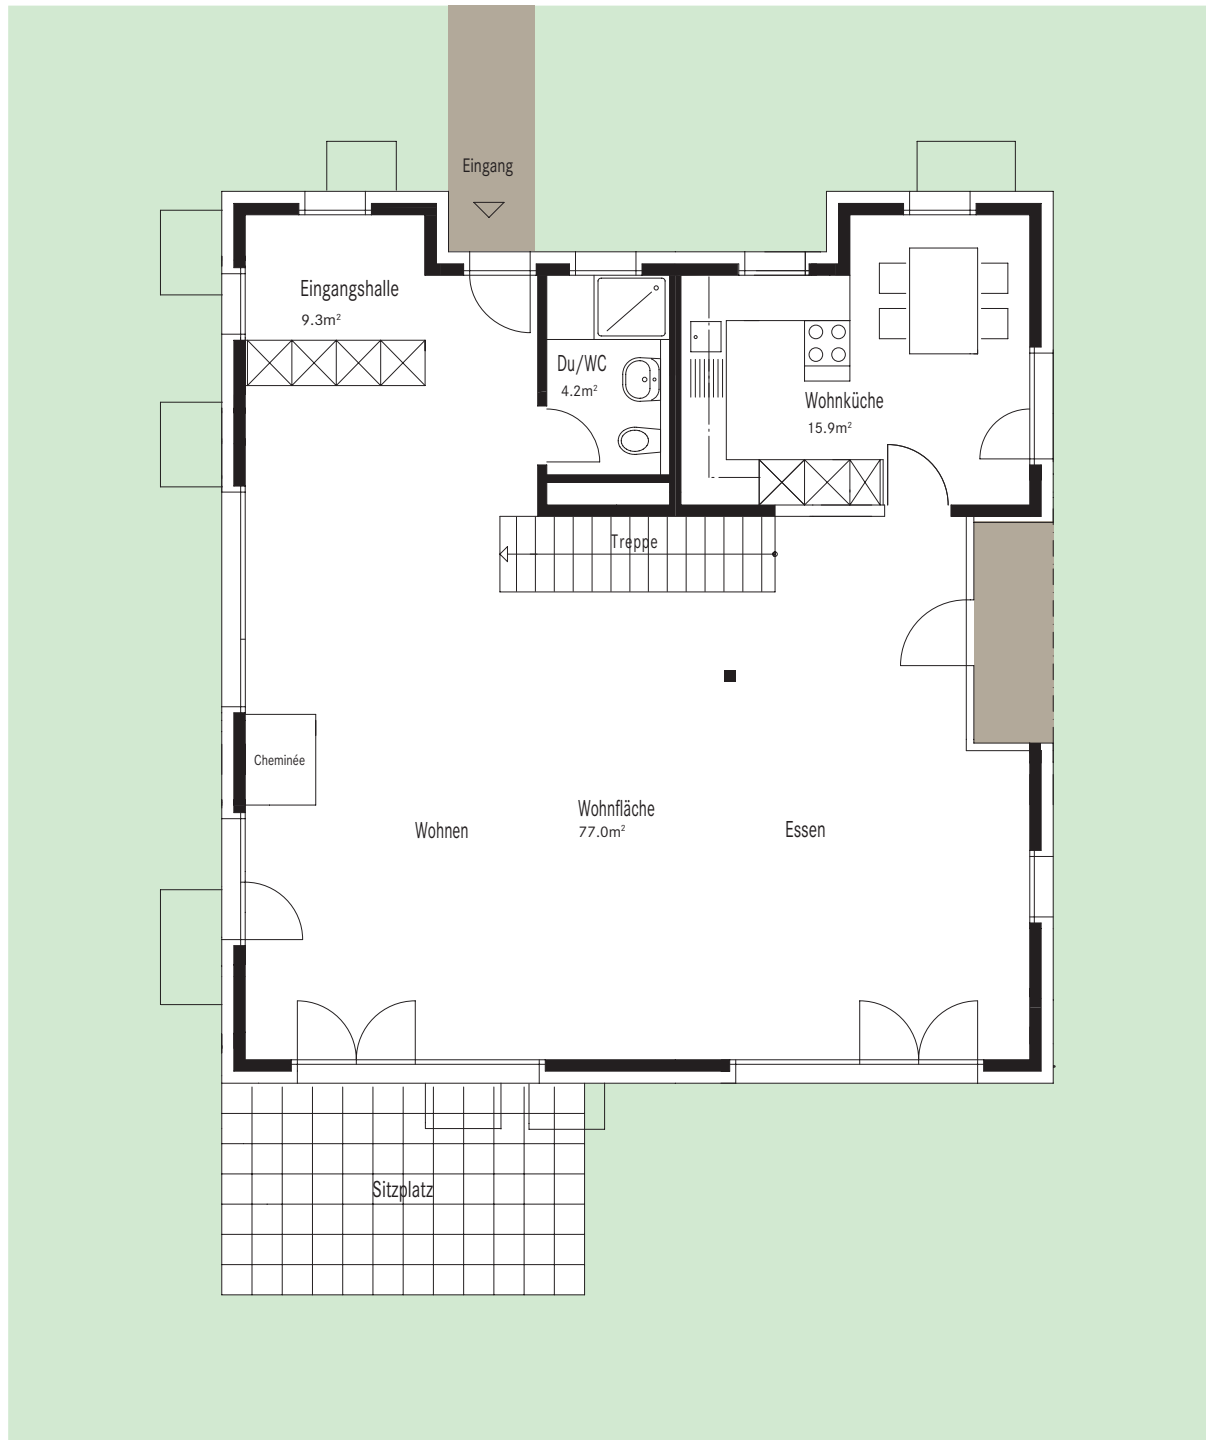 Eingang
Eingangshalle
9.3m²
Du/WC
4.2m²
Wohnküche
15.9m²
Treppe
Cheminée
Wohnen
Wohnfläche
77.0m²
Essen
Sitzplatz